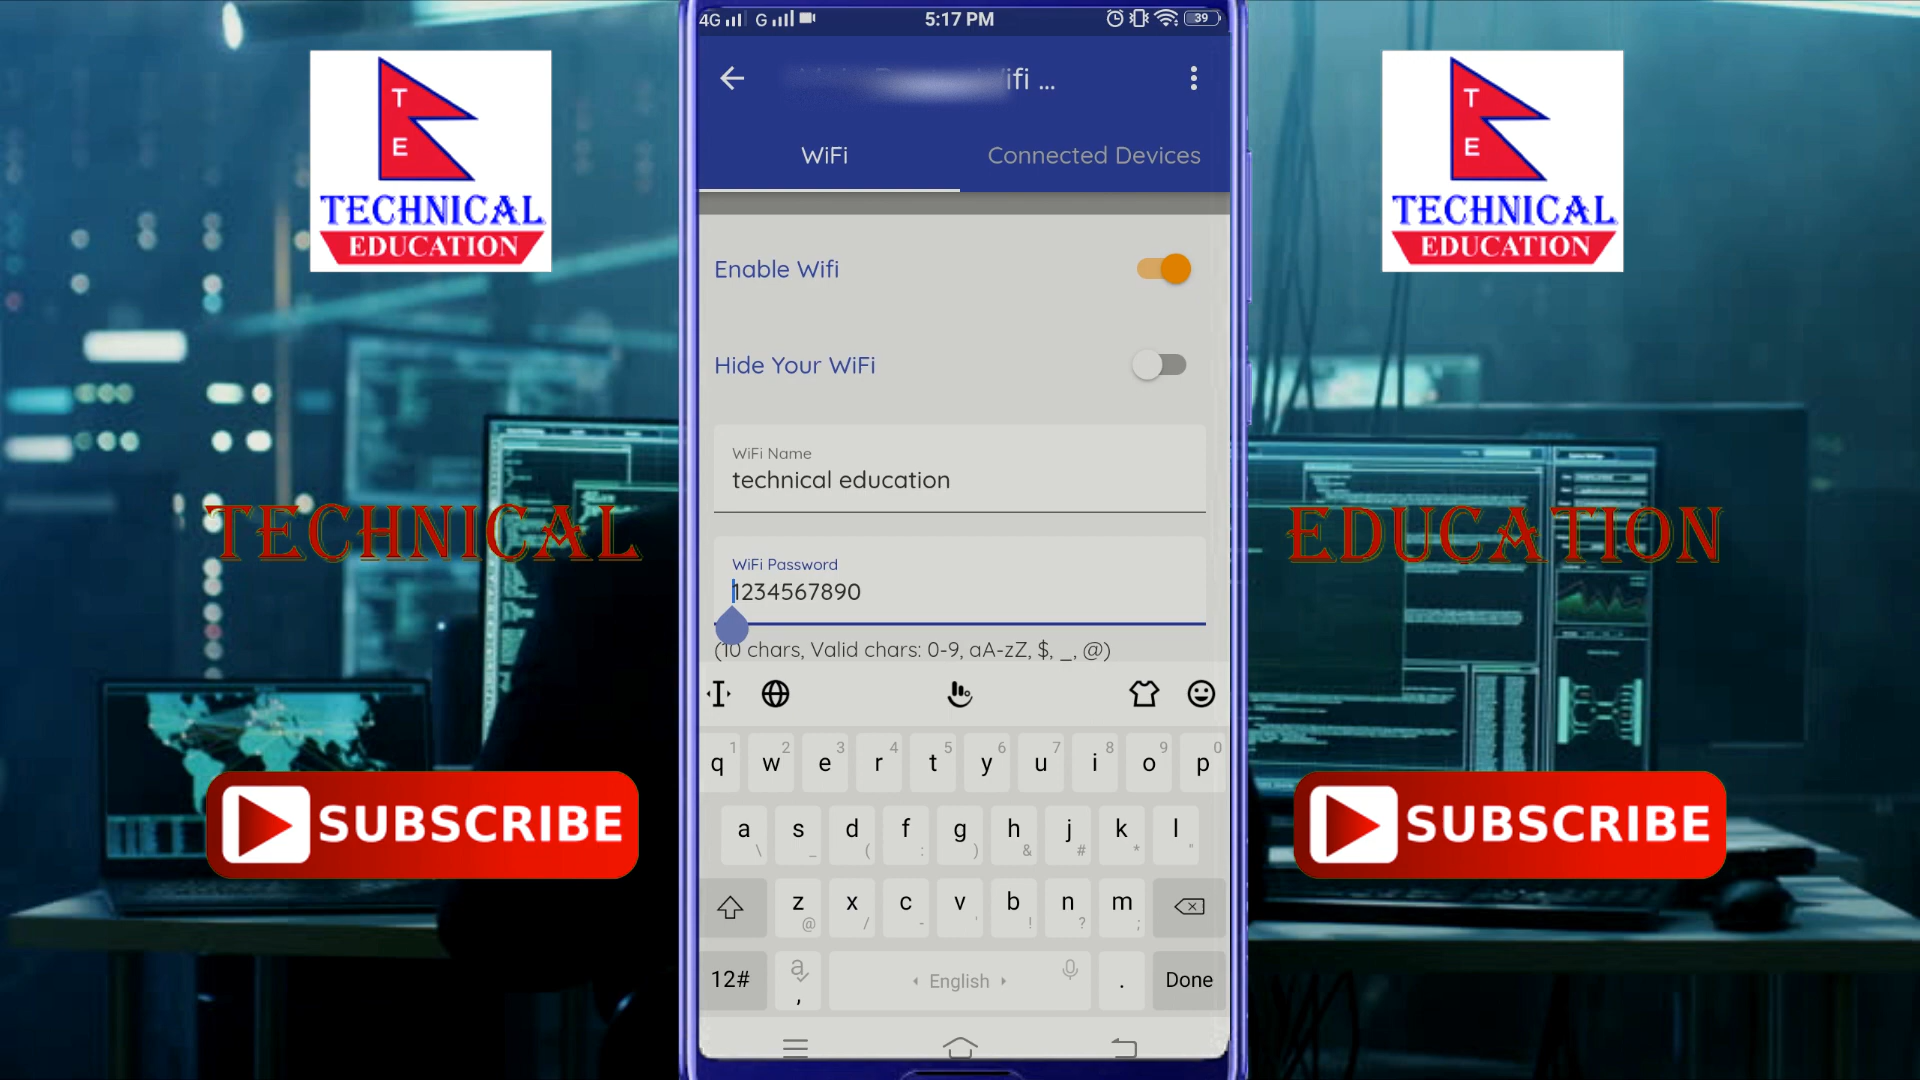 4G G 5:17 PM 39
ifi ...
WiFi Connected Devices
Enable Wifi
Hide Your WiFi
WiFi Name
technical education
WiFi Password
1234567890
(10 chars, Valid chars: 0-9, aA-zZ, $, _, @)
1 2 3 4 5 6 7 8 9 0
q w e r t y u i o p
a s d f g h j k l
\ _ ( : ) & # * "
z x c v b n m
@ / - ' ! ? ;
12# a , English . Done
T
E
TECHNICAL
EDUCATION
TECHNICAL
SUBSCRIBE
T
E
TECHNICAL
EDUCATION
EDUCATION
SUBSCRIBE